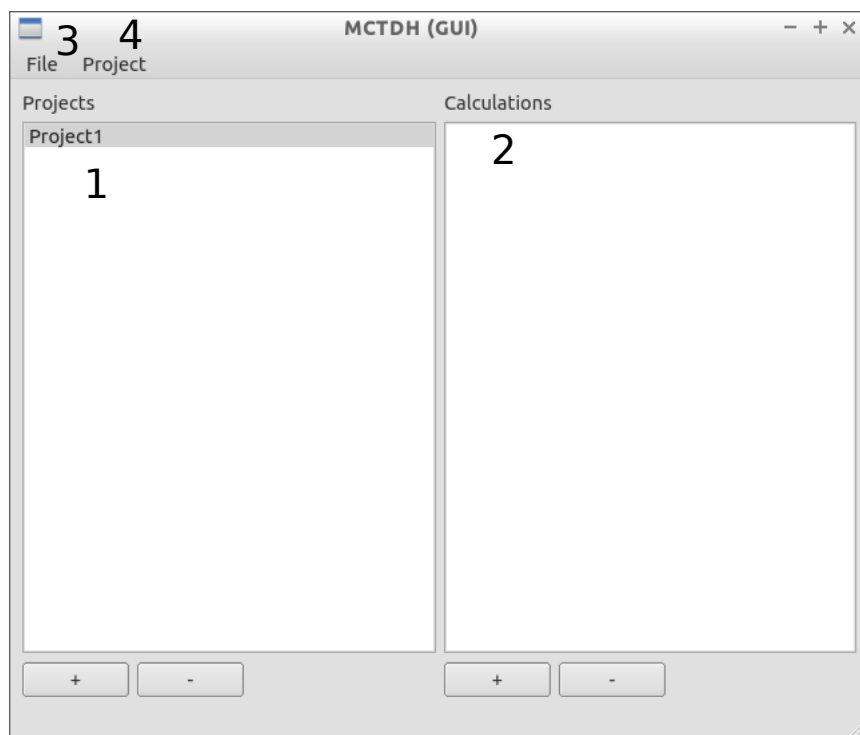 MCTDH (GUI)
3 4
File Project
Projects Calculations
Project1
1 2
+ - + -